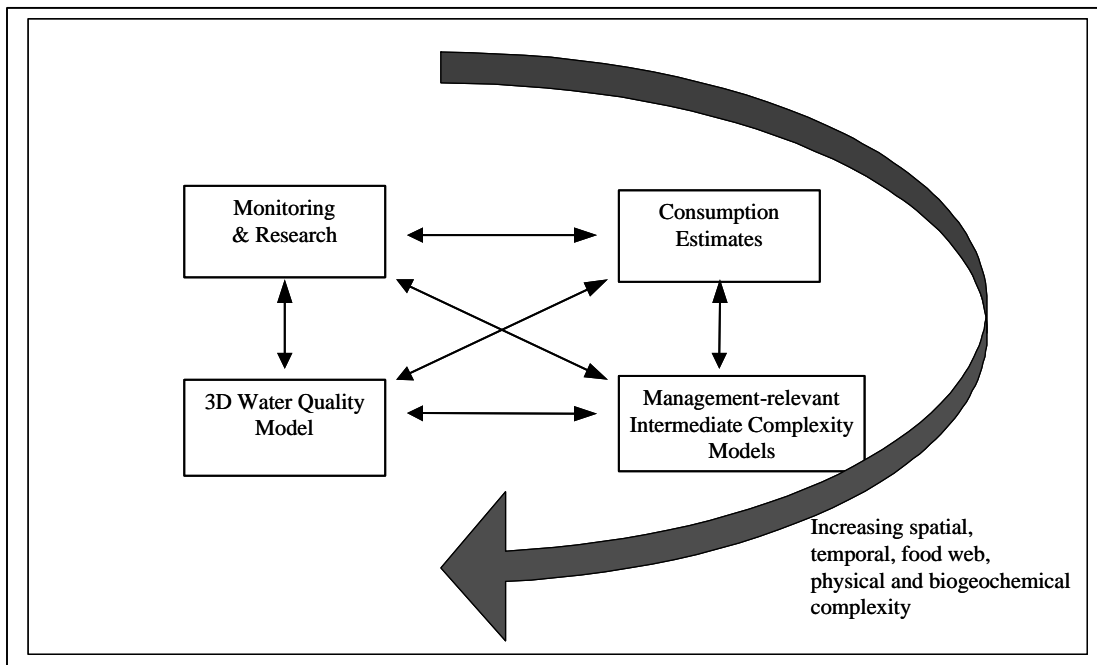 Monitoring
& Research
Consumption
Estimates
3D Water Quality
Model
Management-relevant
Intermediate Complexity
Models
Increasing spatial,
temporal, food web,
physical and biogeochemical
complexity